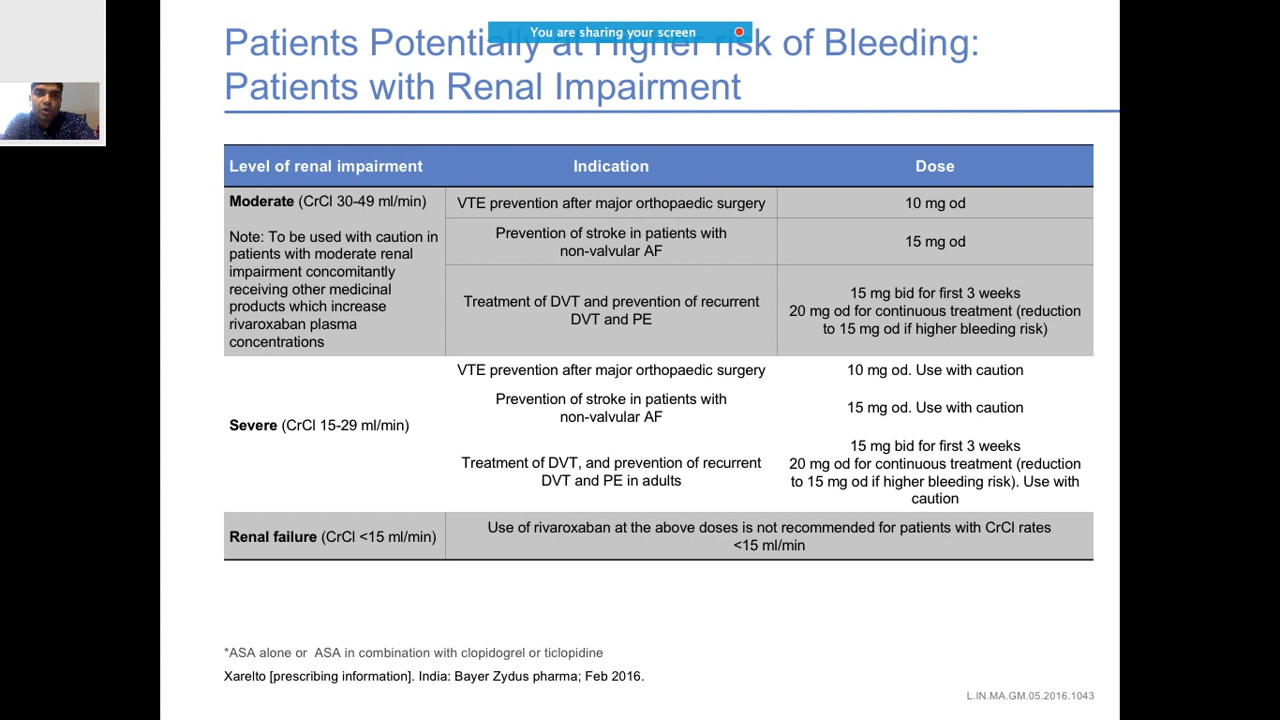 You are sharing your screen
Patients Potentially at Higher risk of Bleeding:
Patients with Renal Impairment
Level of renal impairment
Indication
Dose
Moderate (CrCl 30-49 ml/min)
Note: To be used with caution in
patients with moderate renal
impairment concomitantly
receiving other medicinal
products which increase
rivaroxaban plasma
concentrations
VTE prevention after major orthopaedic surgery
10 mg od
Prevention of stroke in patients with
non-valvular AF
15 mg od
Treatment of DVT and prevention of recurrent
DVT and PE
15 mg bid for first 3 weeks
20 mg od for continuous treatment (reduction
to 15 mg od if higher bleeding risk)
Severe (CrCl 15-29 ml/min)
VTE prevention after major orthopaedic surgery
10 mg od. Use with caution
Prevention of stroke in patients with
non-valvular AF
15 mg od. Use with caution
Treatment of DVT, and prevention of recurrent
DVT and PE in adults
15 mg bid for first 3 weeks
20 mg od for continuous treatment (reduction
to 15 mg od if higher bleeding risk). Use with
caution
Renal failure (CrCl <15 ml/min)
Use of rivaroxaban at the above doses is not recommended for patients with CrCl rates
<15 ml/min
*ASA alone or  ASA in combination with clopidogrel or ticlopidine
Xarelto [prescribing information]. India: Bayer Zydus pharma; Feb 2016.
L.IN.MA.GM.05.2016.1043